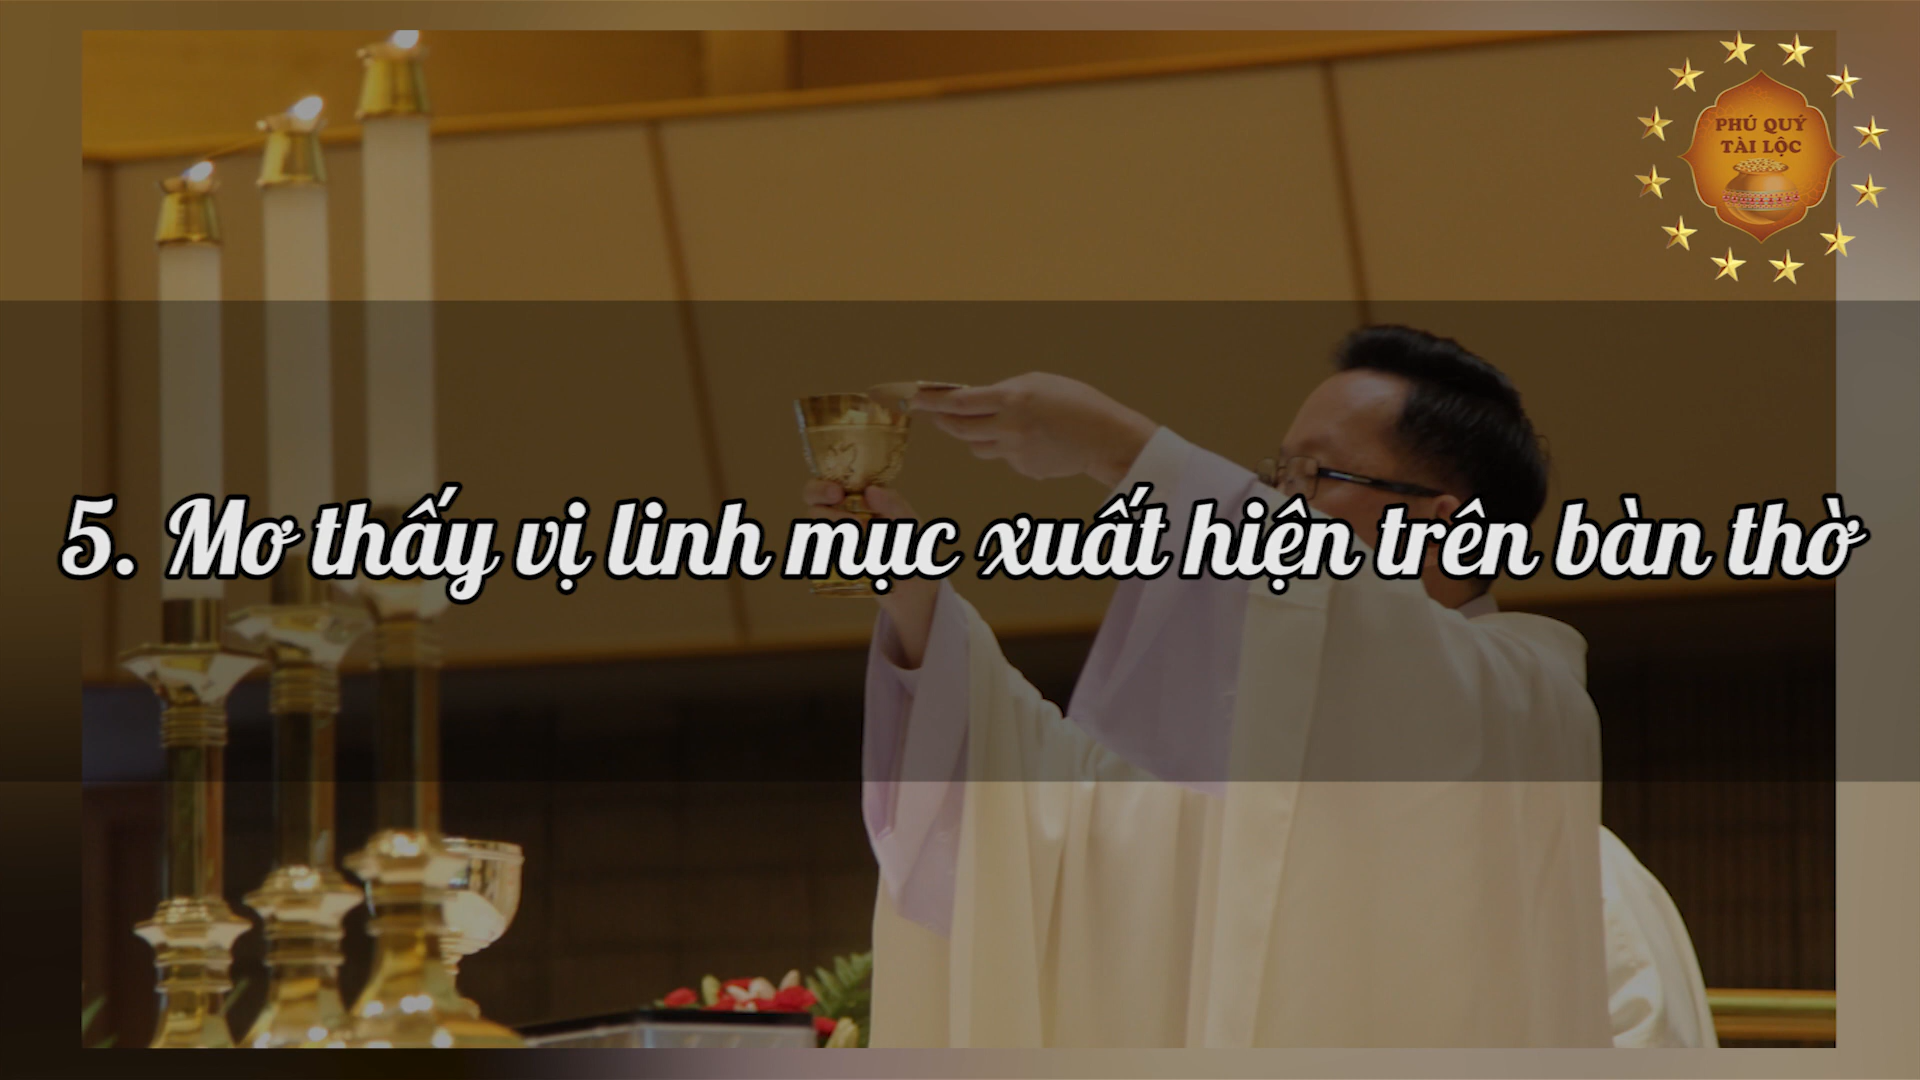 PHÚ QUÝ
TÀI LỘC
5. Mơ thấy vị linh mục xuất hiện trên bàn thờ